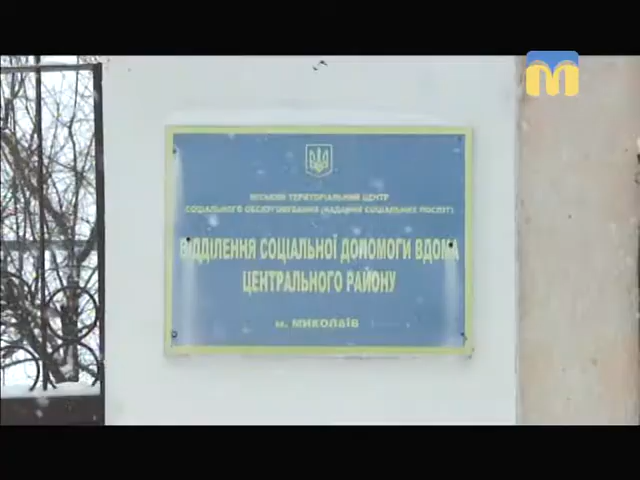 МІСЬКИЙ ТЕРИТОРІАЛЬНИЙ ЦЕНТР
СОЦІАЛЬНОГО ОБСЛУГОВУВАННЯ (НАДАННЯ СОЦІАЛЬНИХ ПОСЛУГ)
ВІДДІЛЕННЯ СОЦІАЛЬНОЇ ДОПОМОГИ ВДОМА
ЦЕНТРАЛЬНОГО РАЙОНУ
м. МИКОЛАЇВ